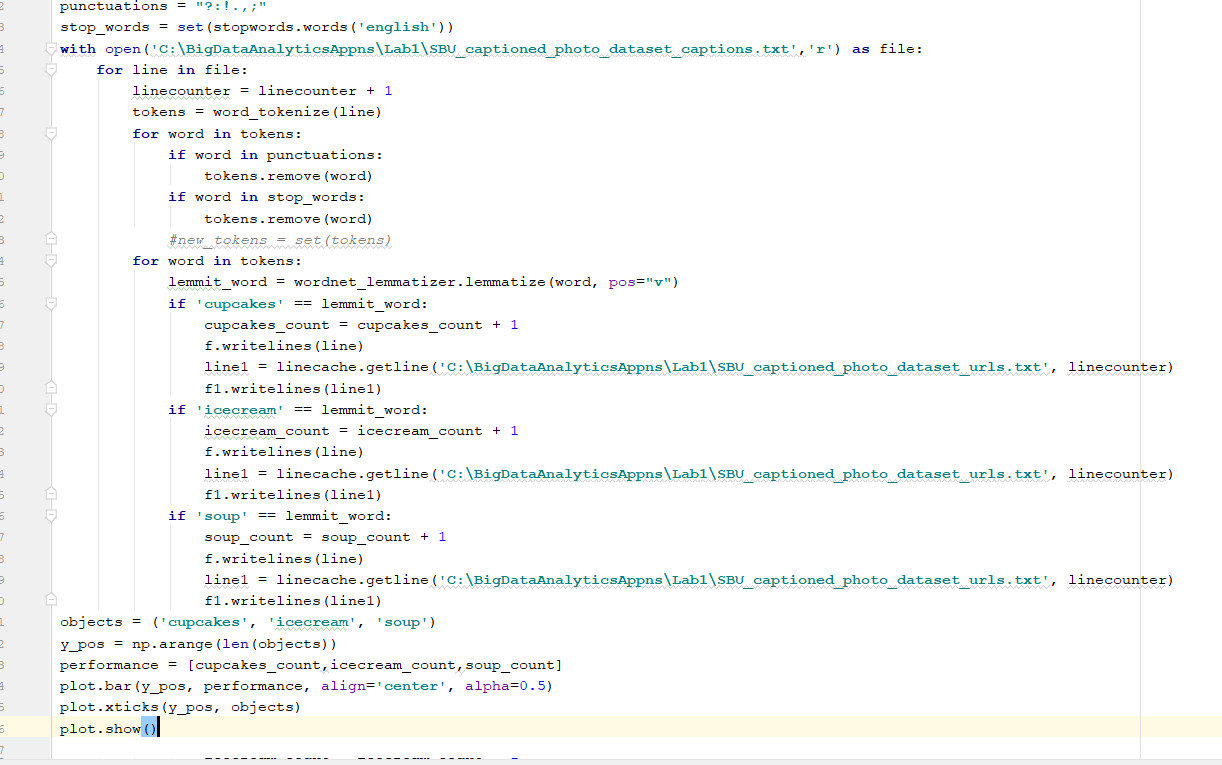 punctuations = "?:!.,;"
stop_words = set(stopwords.words('english'))
with open('C:\BigDataAnalyticsAppns\Lab1\SBU_captioned_photo_dataset_captions.txt','r') as file:
    for line in file:
        linecounter = linecounter + 1
        tokens = word_tokenize(line)
        for word in tokens:
            if word in punctuations:
                tokens.remove(word)
            if word in stop_words:
                tokens.remove(word)
            #new_tokens = set(tokens)
        for word in tokens:
            lemmit_word = wordnet_lemmatizer.lemmatize(word, pos="v")
            if 'cupcakes' == lemmit_word:
                cupcakes_count = cupcakes_count + 1
                f.writelines(line)
                line1 = linecache.getline('C:\BigDataAnalyticsAppns\Lab1\SBU_captioned_photo_dataset_urls.txt', linecounter)
                f1.writelines(line1)
            if 'icecream' == lemmit_word:
                icecream_count = icecream_count + 1
                f.writelines(line)
                line1 = linecache.getline('C:\BigDataAnalyticsAppns\Lab1\SBU_captioned_photo_dataset_urls.txt', linecounter)
                f1.writelines(line1)
            if 'soup' == lemmit_word:
                soup_count = soup_count + 1
                f.writelines(line)
                line1 = linecache.getline('C:\BigDataAnalyticsAppns\Lab1\SBU_captioned_photo_dataset_urls.txt', linecounter)
                f1.writelines(line1)
objects = ('cupcakes', 'icecream', 'soup')
y_pos = np.arange(len(objects))
performance = [cupcakes_count,icecream_count,soup_count]
plot.bar(y_pos, performance, align='center', alpha=0.5)
plot.xticks(y_pos, objects)
plot.show()